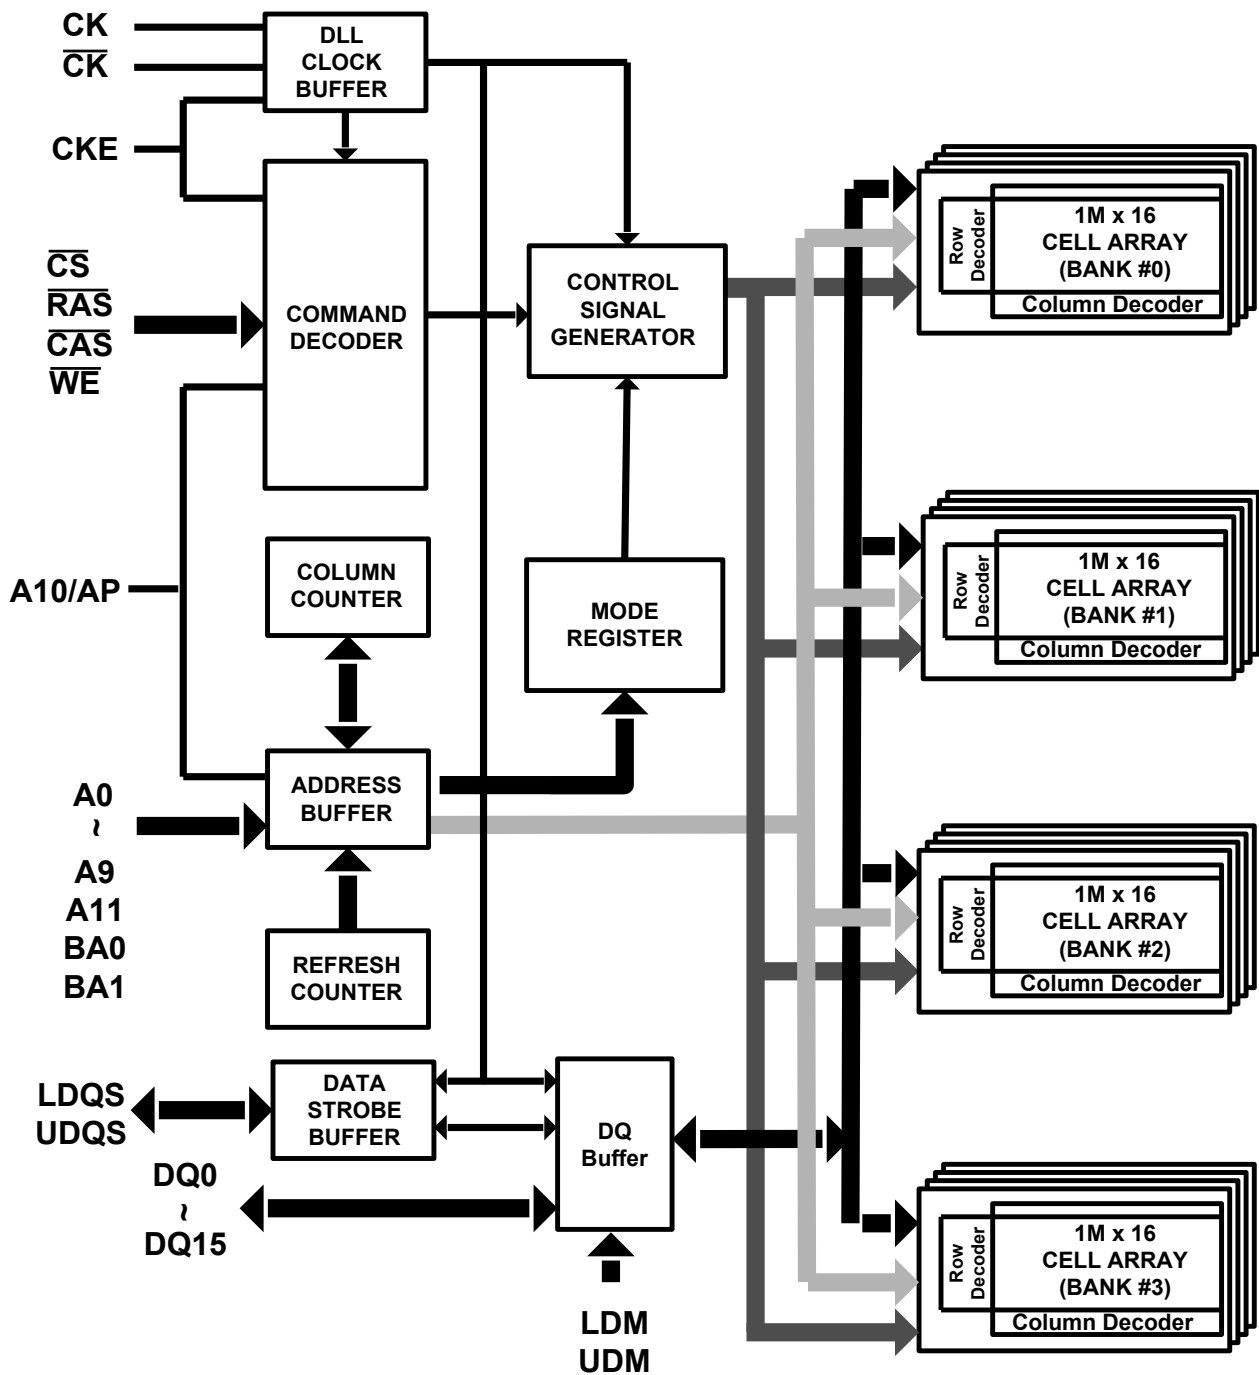 CK
CK
CKE
CS
RAS
CAS
WE
A10/AP
A0
~
A9
A11
BA0
BA1
LDQS
UDQS
DQ0
~
DQ15
DLL
CLOCK
BUFFER
COMMAND
DECODER
COLUMN
COUNTER
ADDRESS
BUFFER
REFRESH
COUNTER
DATA
STROBE
BUFFER
CONTROL
SIGNAL
GENERATOR
MODE
REGISTER
DQ
Buffer
LDM
UDM
Row
Decoder
1M x 16
CELL ARRAY
(BANK #0)
Column Decoder
Row
Decoder
1M x 16
CELL ARRAY
(BANK #1)
Column Decoder
Row
Decoder
1M x 16
CELL ARRAY
(BANK #2)
Column Decoder
Row
Decoder
1M x 16
CELL ARRAY
(BANK #3)
Column Decoder